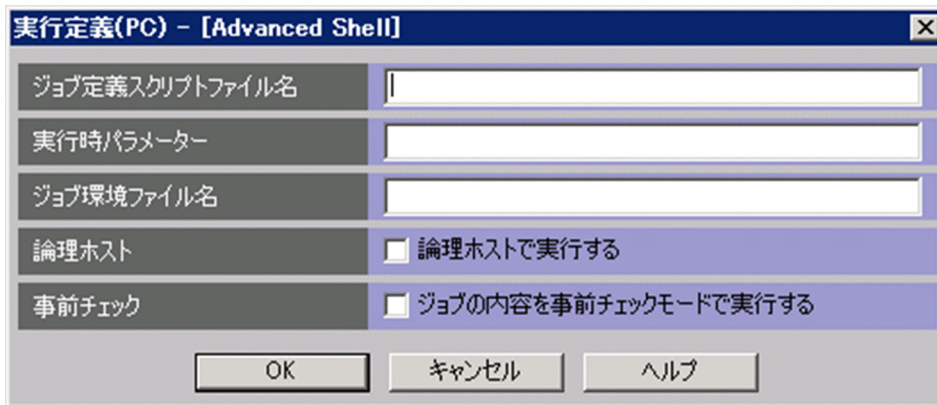 実行定義(PC) - [Advanced Shell]
ジョブ定義スクリプトファイル名
実行時パラメーター
ジョブ環境ファイル名
論理ホスト 論理ホストで実行する
事前チェック ジョブの内容を事前チェックモードで実行する
OK キャンセル ヘルプ